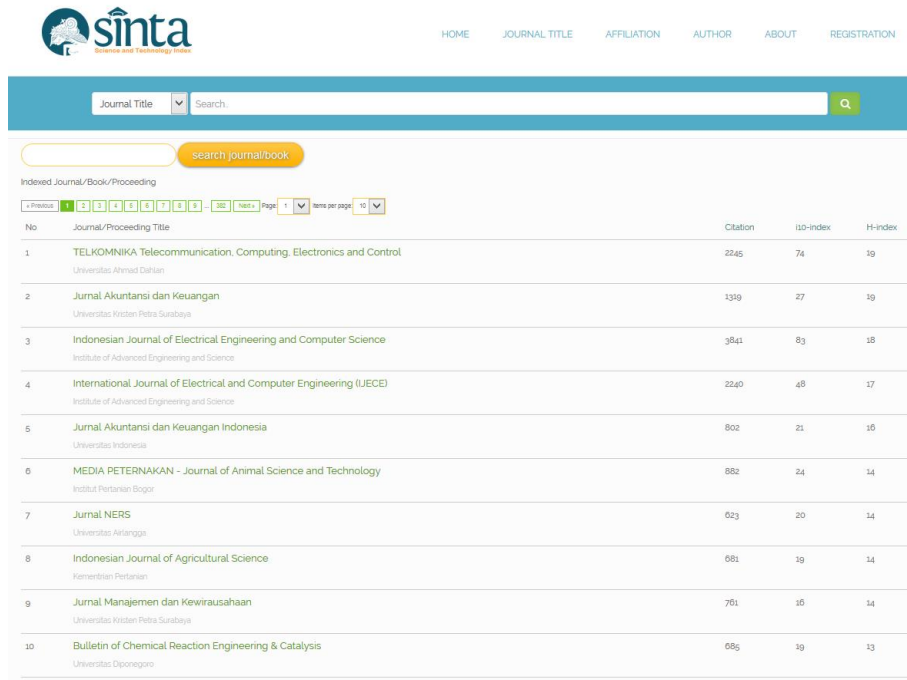 sînta
Science and Technology Index
HOME JOURNAL TITLE AFFILIATION AUTHOR ABOUT REGISTRATION
Journal Title Search..
search journal/book
Indexed Journal/Book/Proceeding
« Previous 1 2 3 4 5 6 7 8 9 ... 382 Next » Page: 1 Items per page: 10
No Journal/Proceeding Title Citation i10-index H-index
1 TELKOMNIKA Telecommunication, Computing, Electronics and Control 2245 74 19
Universitas Ahmad Dahlan
2 Jurnal Akuntansi dan Keuangan 1319 27 19
Universitas Kristen Petra Surabaya
3 Indonesian Journal of Electrical Engineering and Computer Science 3841 83 18
Institute of Advanced Engineering and Science
4 International Journal of Electrical and Computer Engineering (IJECE) 2240 48 17
Institute of Advanced Engineering and Science
5 Jurnal Akuntansi dan Keuangan Indonesia 802 21 16
Universitas Indonesia
6 MEDIA PETERNAKAN - Journal of Animal Science and Technology 882 24 14
Institut Pertanian Bogor
7 Jurnal NERS 623 20 14
Universitas Airlangga
8 Indonesian Journal of Agricultural Science 681 19 14
Kementrian Pertanian
9 Jurnal Manajemen dan Kewirausahaan 761 16 14
Universitas Kristen Petra Surabaya
10 Bulletin of Chemical Reaction Engineering & Catalysis 685 19 13
Universitas Diponegoro